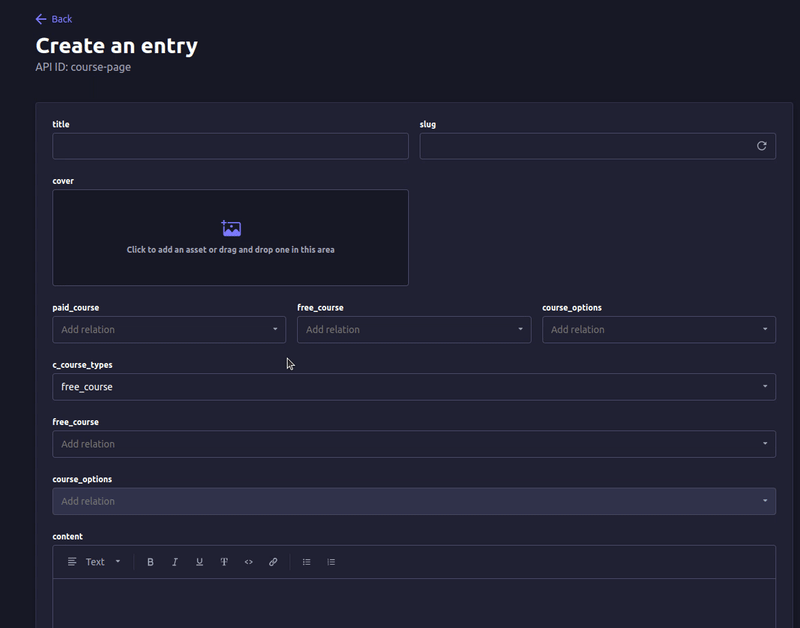 Back
Create an entry
API ID: course-page
title
slug
cover
Click to add an asset or drag and drop one in this area
paid_course
free_course
course_options
Add relation
Add relation
Add relation
c_course_types
free_course
free_course
Add relation
course_options
Add relation
content
Text
B I U T